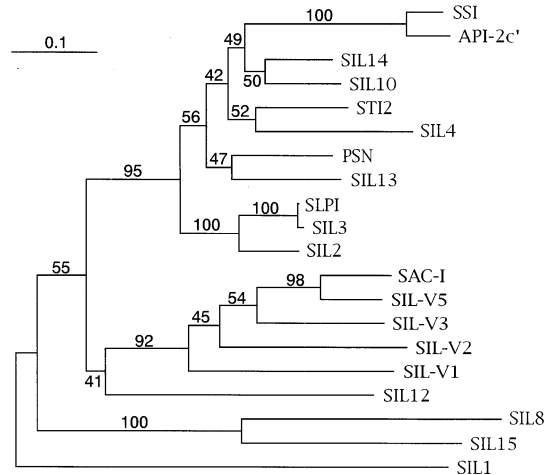 100
SSI
API-2c'
0.1
49
SIL14
42
50
SIL10
STI2
56
52
SIL4
47
PSN
95
SIL13
100
SLPI
100
SIL3
SIL2
55
98
SAC-I
54
SIL-V5
45
SIL-V3
92
SIL-V2
41
SIL-V1
SIL12
100
SIL8
SIL15
SIL1